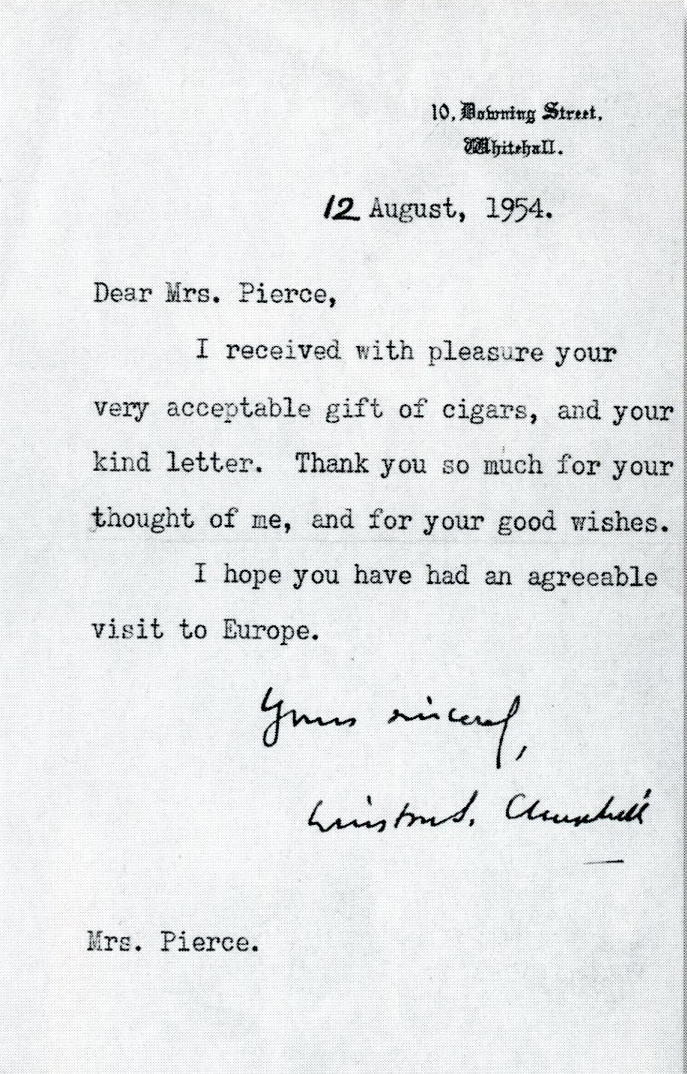 10, Downing Street,
Whitehall.
12 August, 1954.
Dear Mrs. Pierce,
I received with pleasure your
very acceptable gift of cigars, and your
kind letter. Thank you so much for your
thought of me, and for your good wishes.
I hope you have had an agreeable
visit to Europe.
Yours sincerely,
Winston S. Churchill
Mrs. Pierce.